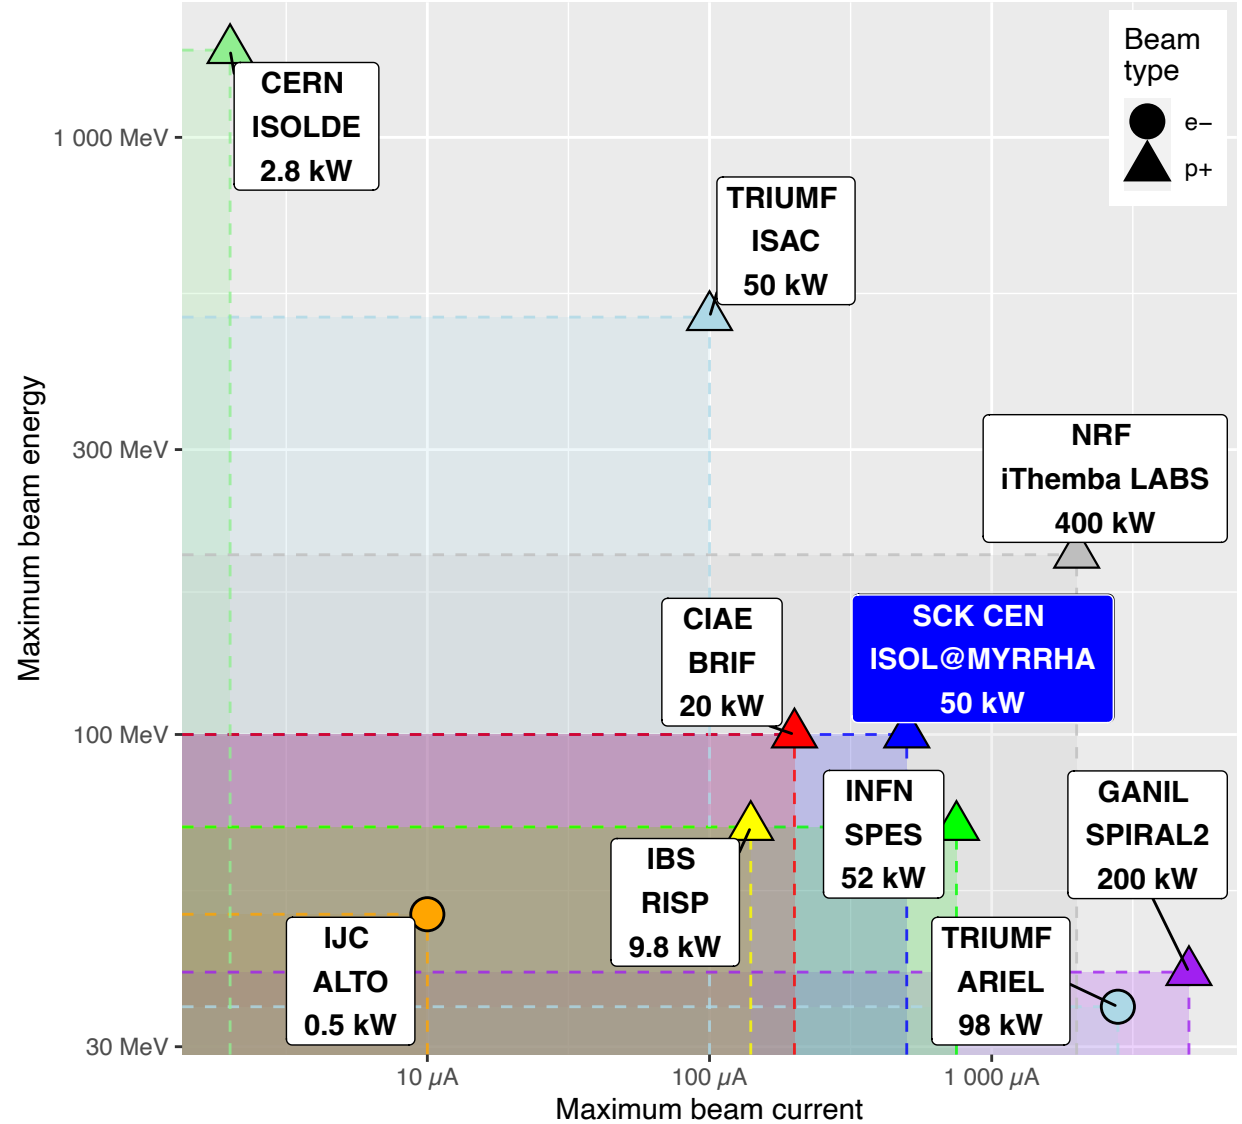 Beam
type
e−
p+
CERN
ISOLDE
2.8 kW
1 000 MeV
TRIUMF
ISAC
50 kW
Maximum beam energy
300 MeV
NRF
iThemba LABS
400 kW
CIAE
BRIF
20 kW
SCK CEN
ISOL@MYRRHA
50 kW
100 MeV
INFN
SPES
52 kW
GANIL
SPIRAL2
200 kW
IBS
RISP
9.8 kW
IJC
ALTO
0.5 kW
TRIUMF
ARIEL
98 kW
30 MeV
10 µA
100 µA
1 000 µA
Maximum beam current